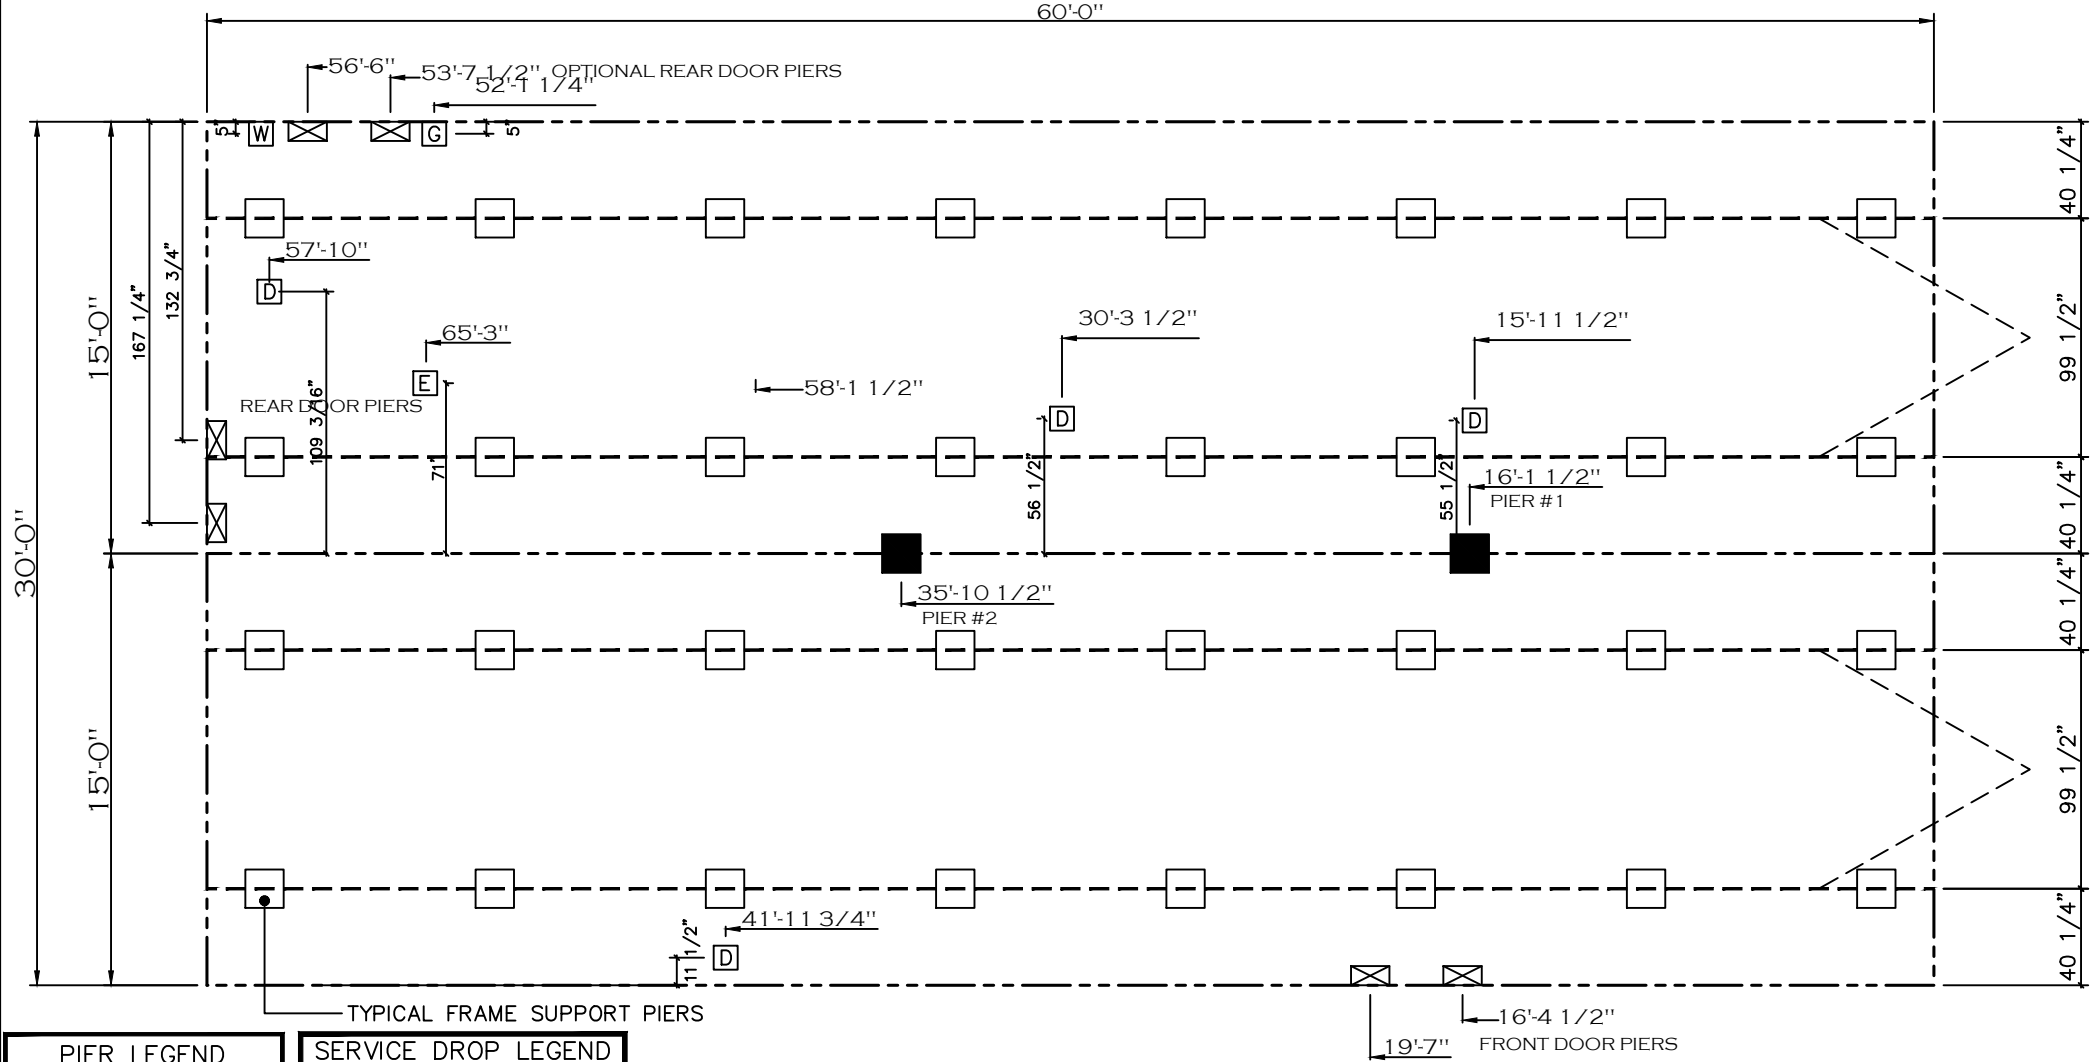 60'-0"
56'-6"
53'-7 1/2" OPTIONAL REAR DOOR PIERS
52'-1 1/4"
5"
W
G
5"
40 1/4"
57'-10"
D
132 3/4"
167 1/4"
15'-0"
65'-3"
30'-3 1/2"
15'-11 1/2"
99 1/2"
E
58'-1 1/2"
D
D
REAR DOOR PIERS
109 3/16"
71"
56 1/2"
55 1/2"
16'-1 1/2"
PIER #1
40 1/4"
30'-0"
35'-10 1/2"
PIER #2
40 1/4"
15'-0"
99 1/2"
41'-11 3/4"
11 1/2"
D
40 1/4"
TYPICAL FRAME SUPPORT PIERS
16'-4 1/2"
19'-7" FRONT DOOR PIERS
PIER LEGEND
SERVICE DROP LEGEND